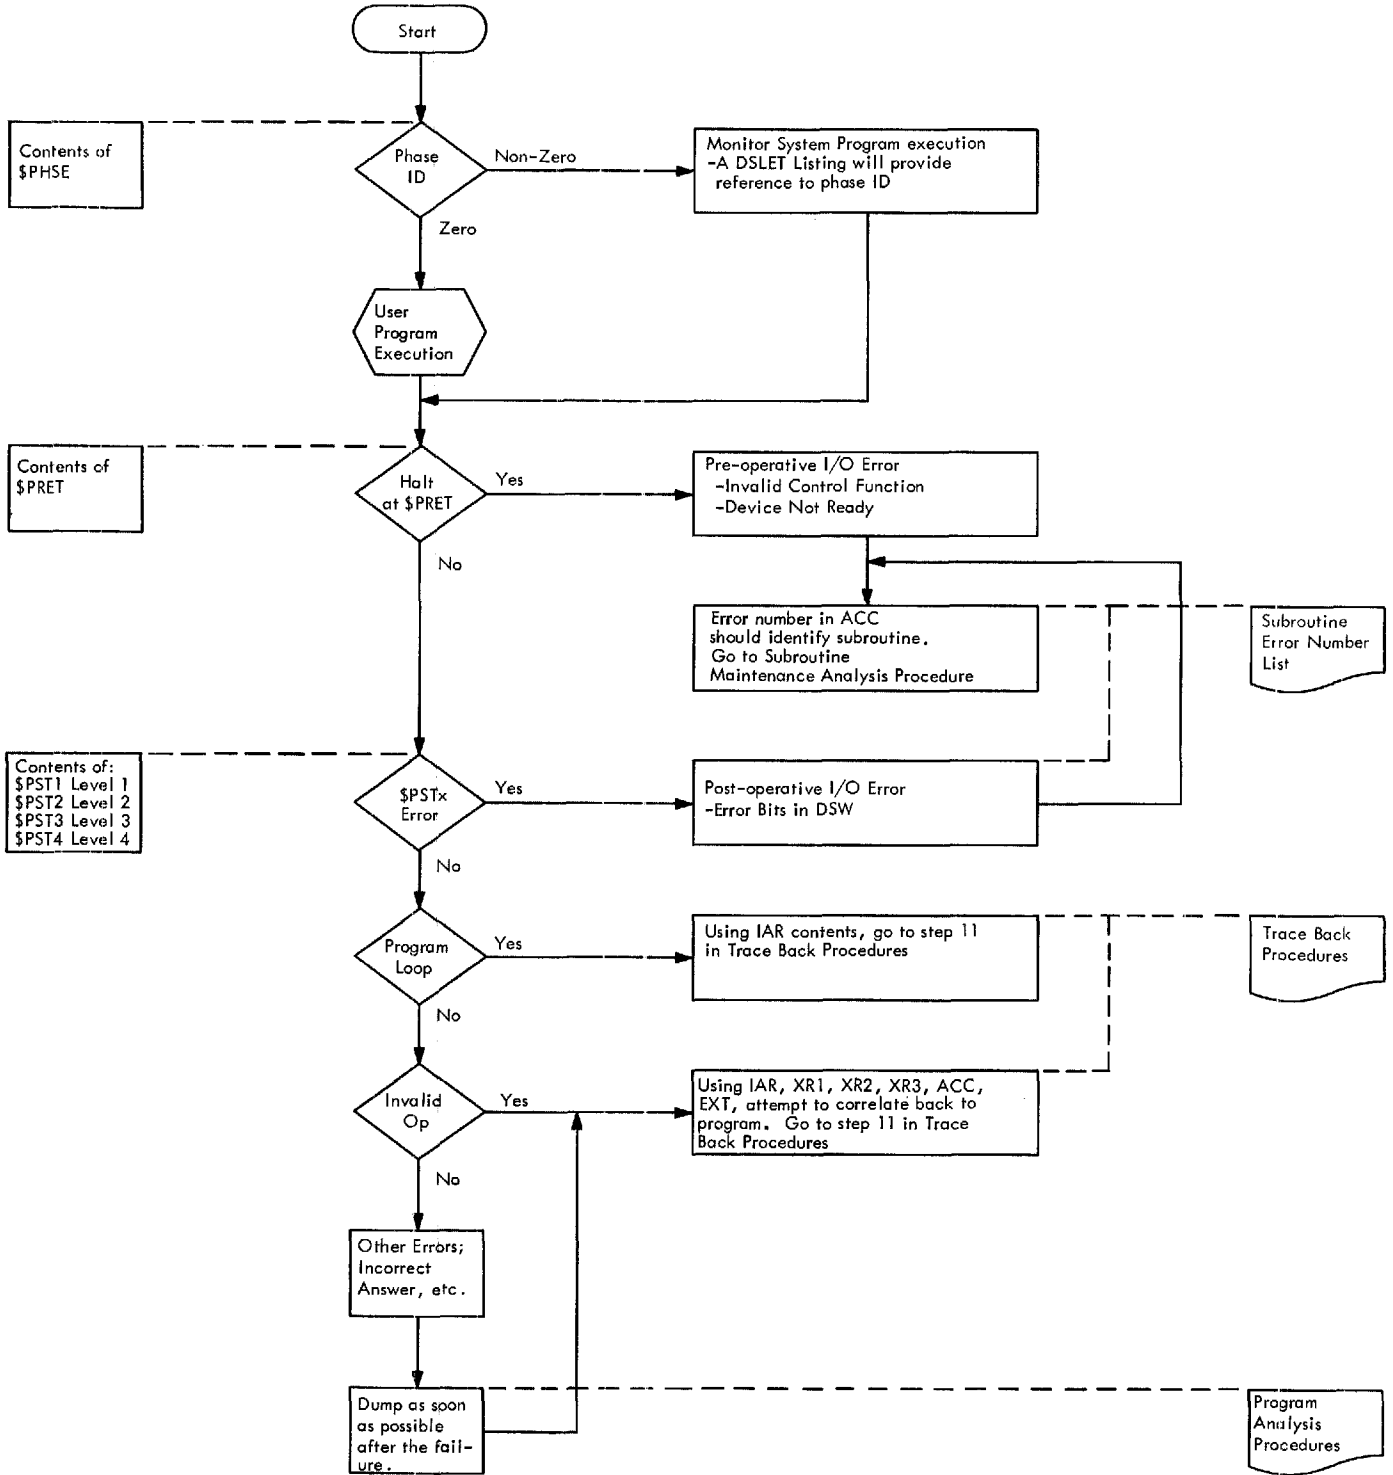 Start
Contents of
$PHSE
Phase
ID
Non-Zero
Monitor System Program execution
-A DSLET Listing will provide
reference to phase ID
Zero
User
Program
Execution
Contents of
$PRET
Halt
at $PRET
Yes
Pre-operative I/O Error
-Invalid Control Function
-Device Not Ready
No
Error number in ACC
should identify subroutine.
Go to Subroutine
Maintenance Analysis Procedure
Subroutine
Error Number
List
Contents of:
$PST1 Level 1
$PST2 Level 2
$PST3 Level 3
$PST4 Level 4
$PSTx
Error
Yes
Post-operative I/O Error
-Error Bits in DSW
No
Program
Loop
Yes
Using IAR contents, go to step 11
in Trace Back Procedures
Trace Back
Procedures
No
Invalid
Op
Yes
Using IAR, XR1, XR2, XR3, ACC,
EXT, attempt to correlate back to
program. Go to step 11 in Trace
Back Procedures
No
Other Errors;
Incorrect
Answer, etc.
Dump as soon
as possible
after the fail-
ure.
Program
Analysis
Procedures